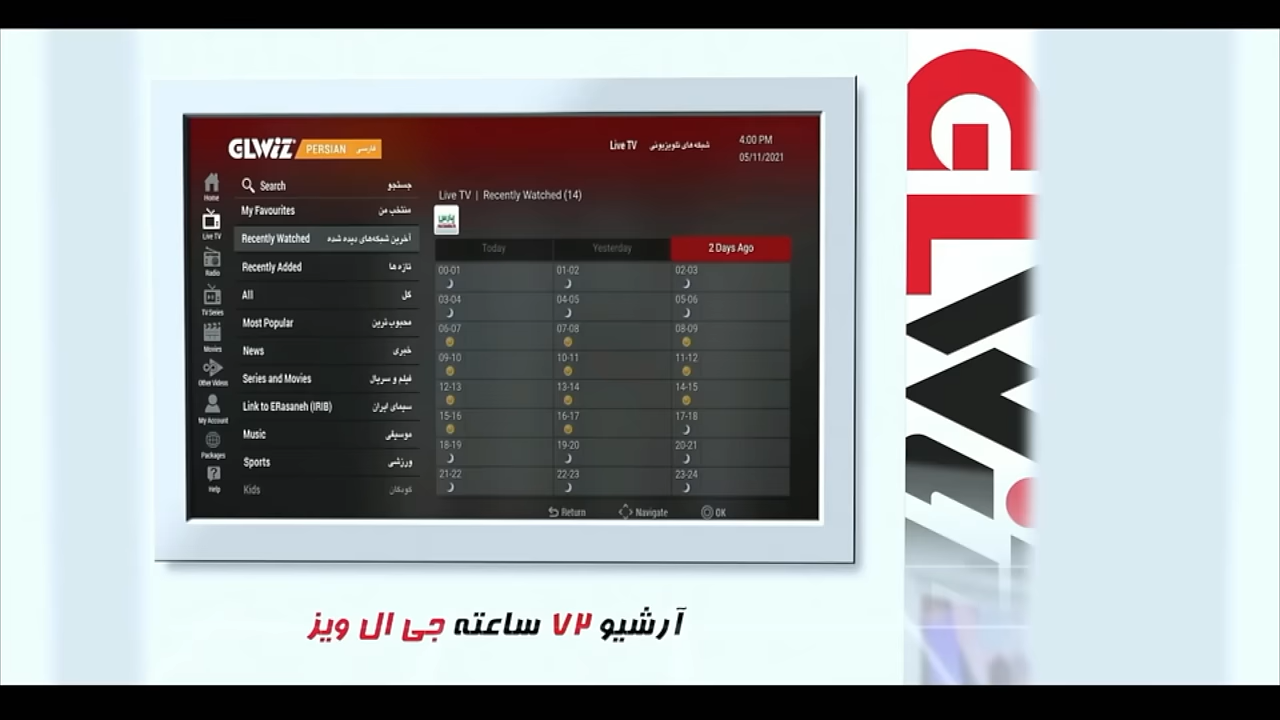 GLWiZ PERSIAN فارسی
Live TV شبکه های تلویزیونی
4:00 PM
05/11/2021
Home
Live TV
Radio
TV Series
Movies
Other Videos
My Account
Packages
Help
Search جستجو
My Favourites منتخب من
Recently Watched آخرین شبکه‌های دیده شده
Recently Added تازه ها
All کل
Most Popular محبوب ترین
News خبری
Series and Movies فیلم و سریال
Link to ERasaneh (IRIB) سیمای ایران
Music موسیقی
Sports ورزشی
Kids کودکان
Live TV | Recently Watched (14)
پارس
Today Yesterday 2 Days Ago
00-01 01-02 02-03
03-04 04-05 05-06
06-07 07-08 08-09
09-10 10-11 11-12
12-13 13-14 14-15
15-16 16-17 17-18
18-19 19-20 20-21
21-22 22-23 23-24
Return Navigate OK
آرشیو ۷۲ ساعته جی ال ویز
GLWiZ